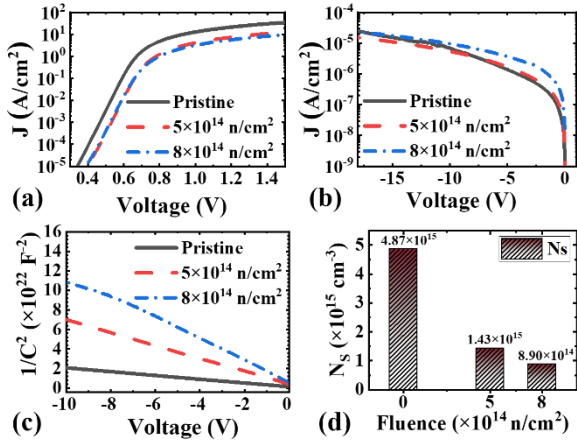 10²
10¹
10⁰
10⁻¹
10⁻²
10⁻³
10⁻⁴
10⁻⁵
J (A/cm²)
Pristine
5×10¹⁴ n/cm²
8×10¹⁴ n/cm²
0.4 0.6 0.8 1.0 1.2 1.4
(a) Voltage (V)
10⁻⁴
10⁻⁵
10⁻⁶
10⁻⁷
10⁻⁸
10⁻⁹
J (A/cm²)
Pristine
5×10¹⁴ n/cm²
8×10¹⁴ n/cm²
-15 -10 -5 0
(b) Voltage (V)
16
14
12
10
8
6
4
2
0
1/C² (×10²² F⁻²)
Pristine
5×10¹⁴ n/cm²
8×10¹⁴ n/cm²
-10 -8 -6 -4 -2 0
(c) Voltage (V)
5
4
3
2
1
0
N_S (×10¹⁵ cm⁻³)
4.87×10¹⁵
Ns
1.43×10¹⁵
8.90×10¹⁴
0 5 8
(d) Fluence (×10¹⁴ n/cm²)